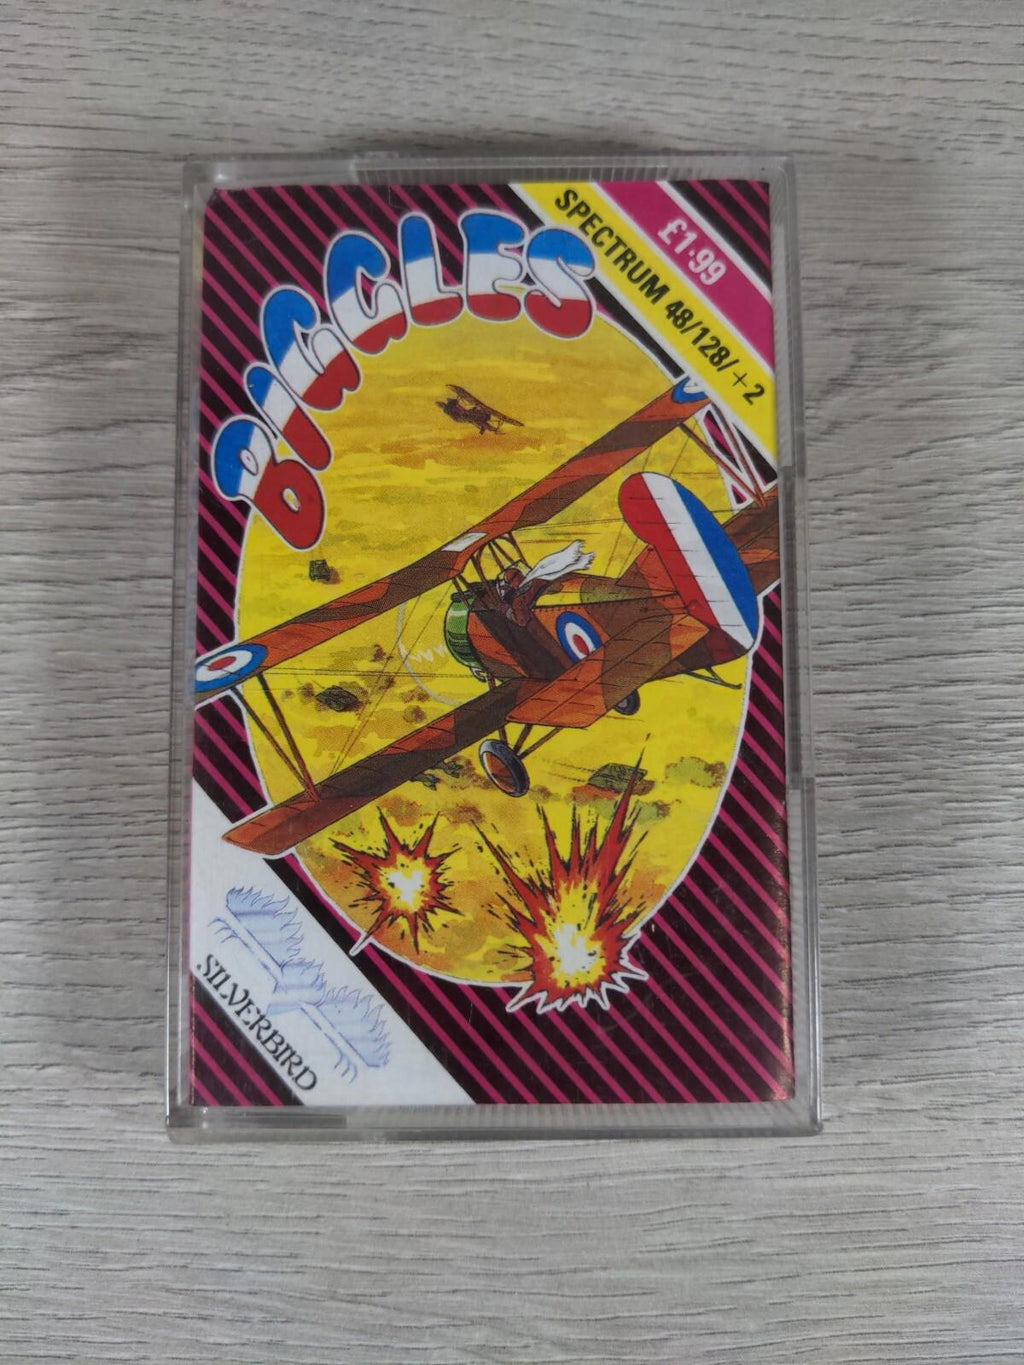 BIGGLES
£1.99
SPECTRUM 48/128/+2
SILVERBIRD